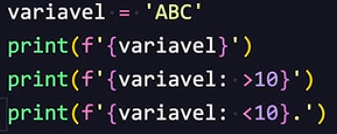 variavel = 'ABC'
print(f'{variavel}')
print(f'{variavel: >10}')
print(f'{variavel: <10}.')